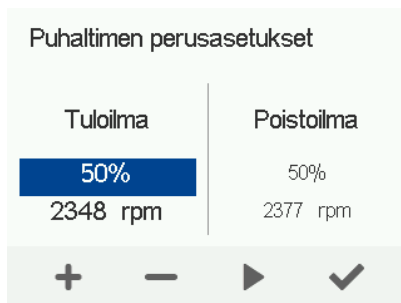 Puhaltimen perusasetukset
Tuloilma
Poistoilma
50%
50%
2348 rpm
2377 rpm